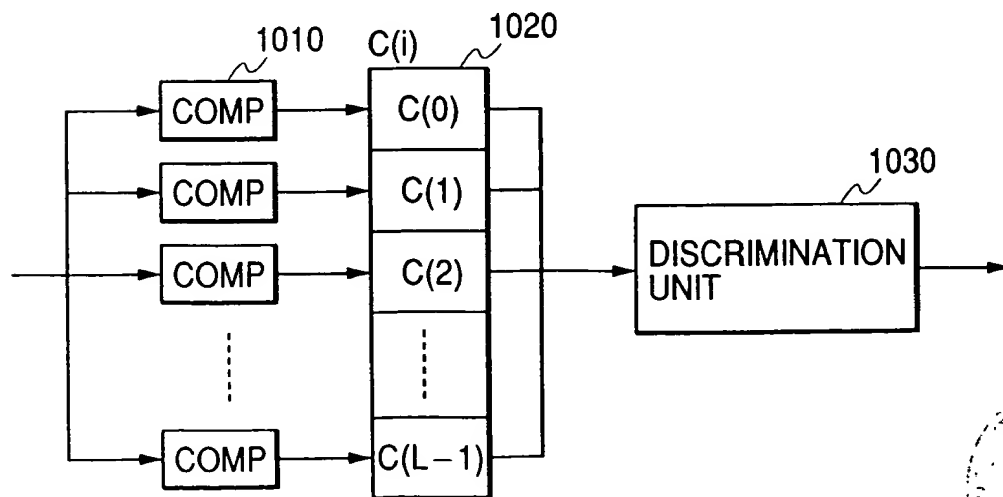 1010
C(i)
1020
COMP
C(0)
COMP
C(1)
1030
COMP
C(2)
DISCRIMINATION
UNIT
COMP
C(L-1)